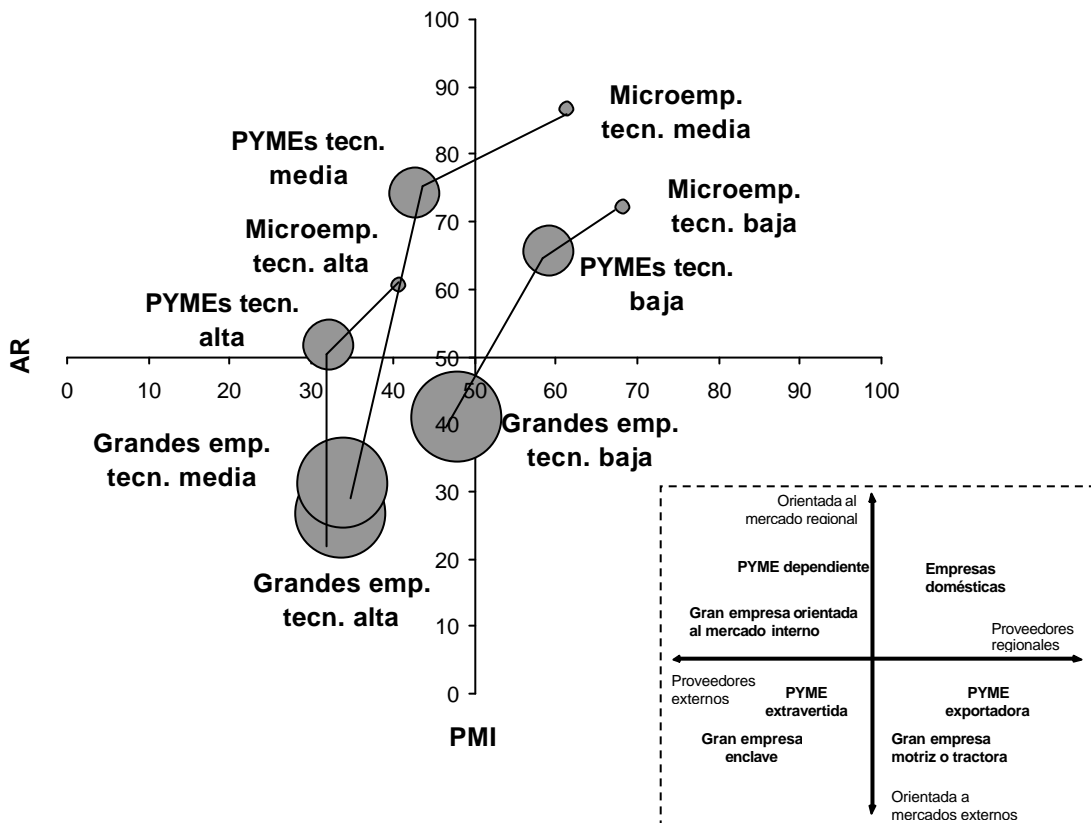 100
90
80
70
60
50
40
30
20
10
0
0
10
20
30
40
50
60
70
80
90
100
AR
PMI
Microemp.
tecn. media
PYMEs tecn.
media
Microemp.
tecn. baja
Microemp.
tecn. alta
PYMEs tecn.
baja
PYMEs tecn.
alta
Grandes emp.
tecn. media
Grandes emp.
tecn. baja
Grandes emp.
tecn. alta
Orientada al
mercado regional
PYME dependiente
Empresas
domésticas
Gran empresa orientada
al mercado interno
Proveedores
regionales
Proveedores
externos
PYME
extravertida
PYME
exportadora
Gran empresa
enclave
Gran empresa
motriz o tractora
Orientada a
mercados externos